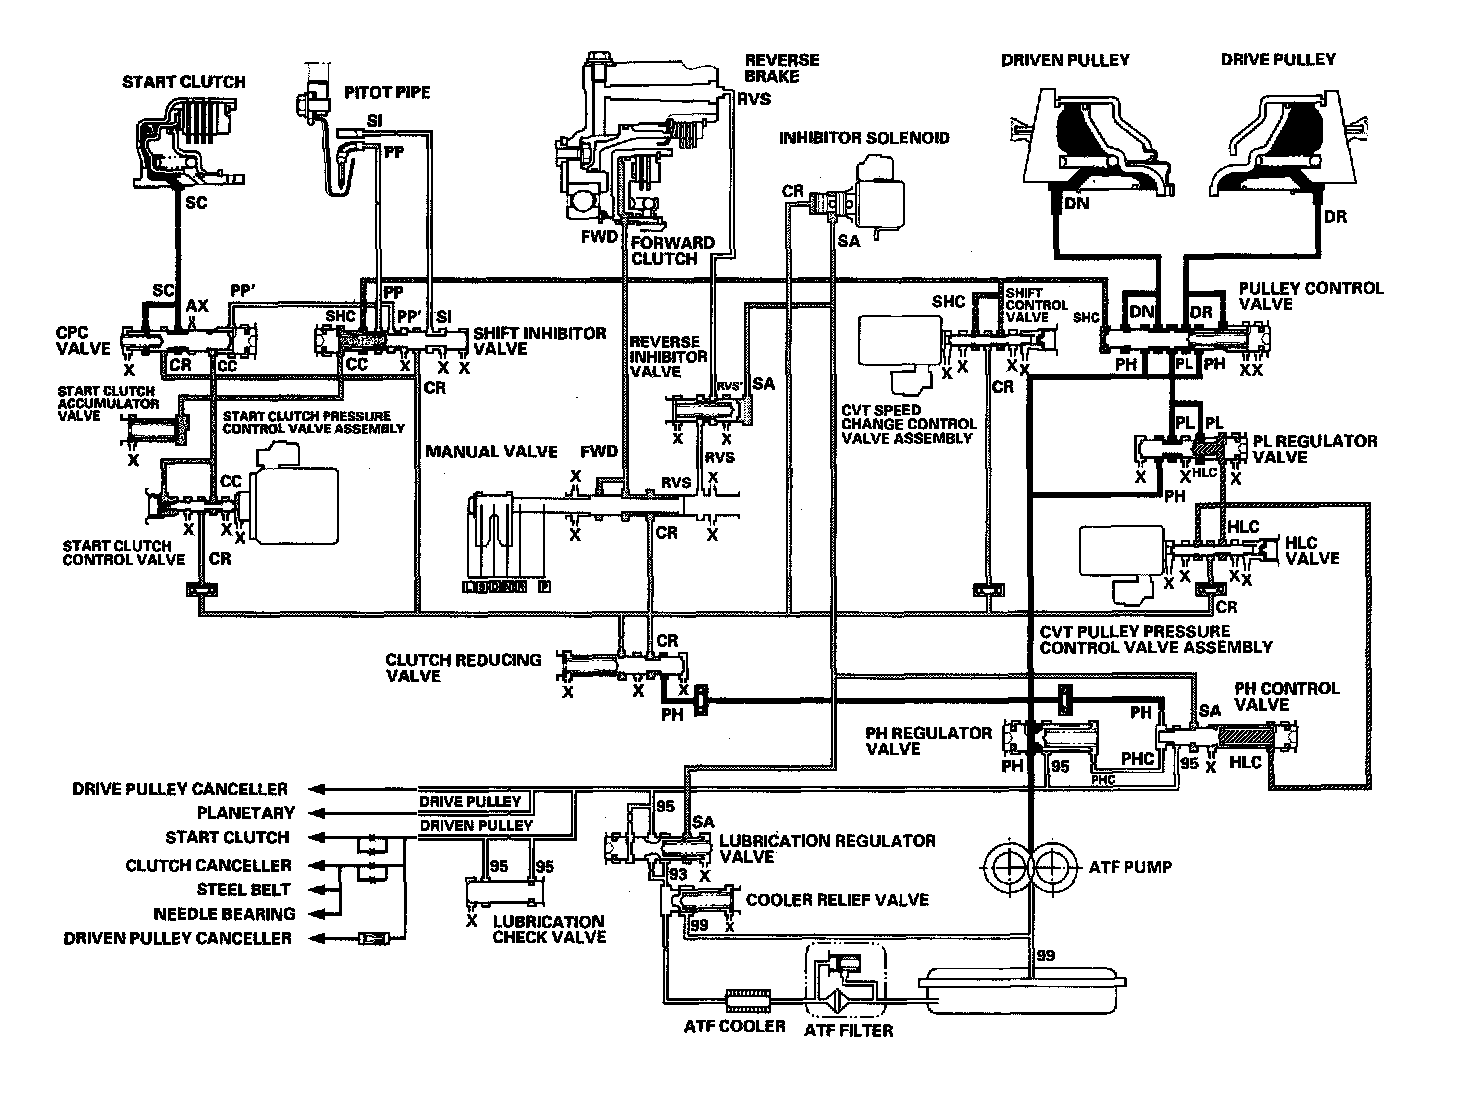 REVERSE
BRAKE
DRIVEN PULLEY
DRIVE PULLEY
START CLUTCH
PITOT PIPE
RVS
SI
PP
INHIBITOR SOLENOID
CR
SC
FWD
FORWARD
CLUTCH
SA
DN
DR
SC
AX
PP'
PP
SHC
PP'
SI
SHC
SHIFT
CONTROL
VALVE
SHC
DN
DR
PULLEY CONTROL
VALVE
CPC
VALVE
SHIFT INHIBITOR
VALVE
REVERSE
INHIBITOR
VALVE
X
CR
CC
CC
X
X
X
CR
RVS'
SA
X
X
X
X
CR
PH
PL
PH
X X
START CLUTCH
ACCUMULATOR
VALVE
START CLUTCH PRESSURE
CONTROL VALVE ASSEMBLY
CVT SPEED
CHANGE CONTROL
VALVE ASSEMBLY
PL
PL
PL REGULATOR
VALVE
X
X
X
MANUAL VALVE
FWD
RVS
X
X
HLC
X
CC
X
RVS
X
PH
X
X
X
CR
X
HLC
HLC
VALVE
START CLUTCH
CONTROL VALVE
CR
X
X
X
X
CR
CVT PULLEY PRESSURE
CONTROL VALVE ASSEMBLY
CLUTCH REDUCING
VALVE
CR
X
X
X
PH
PH CONTROL
VALVE
PH
SA
PH REGULATOR
VALVE
PH
95
PHC
PHC
95
X
HLC
DRIVE PULLEY CANCELLER
DRIVE PULLEY
PLANETARY
DRIVEN PULLEY
START CLUTCH
95
SA
LUBRICATION REGULATOR
VALVE
CLUTCH CANCELLER
95
95
93
X
ATF PUMP
STEEL BELT
NEEDLE BEARING
X
LUBRICATION
CHECK VALVE
COOLER RELIEF VALVE
99
X
DRIVEN PULLEY CANCELLER
99
ATF COOLER
ATF FILTER